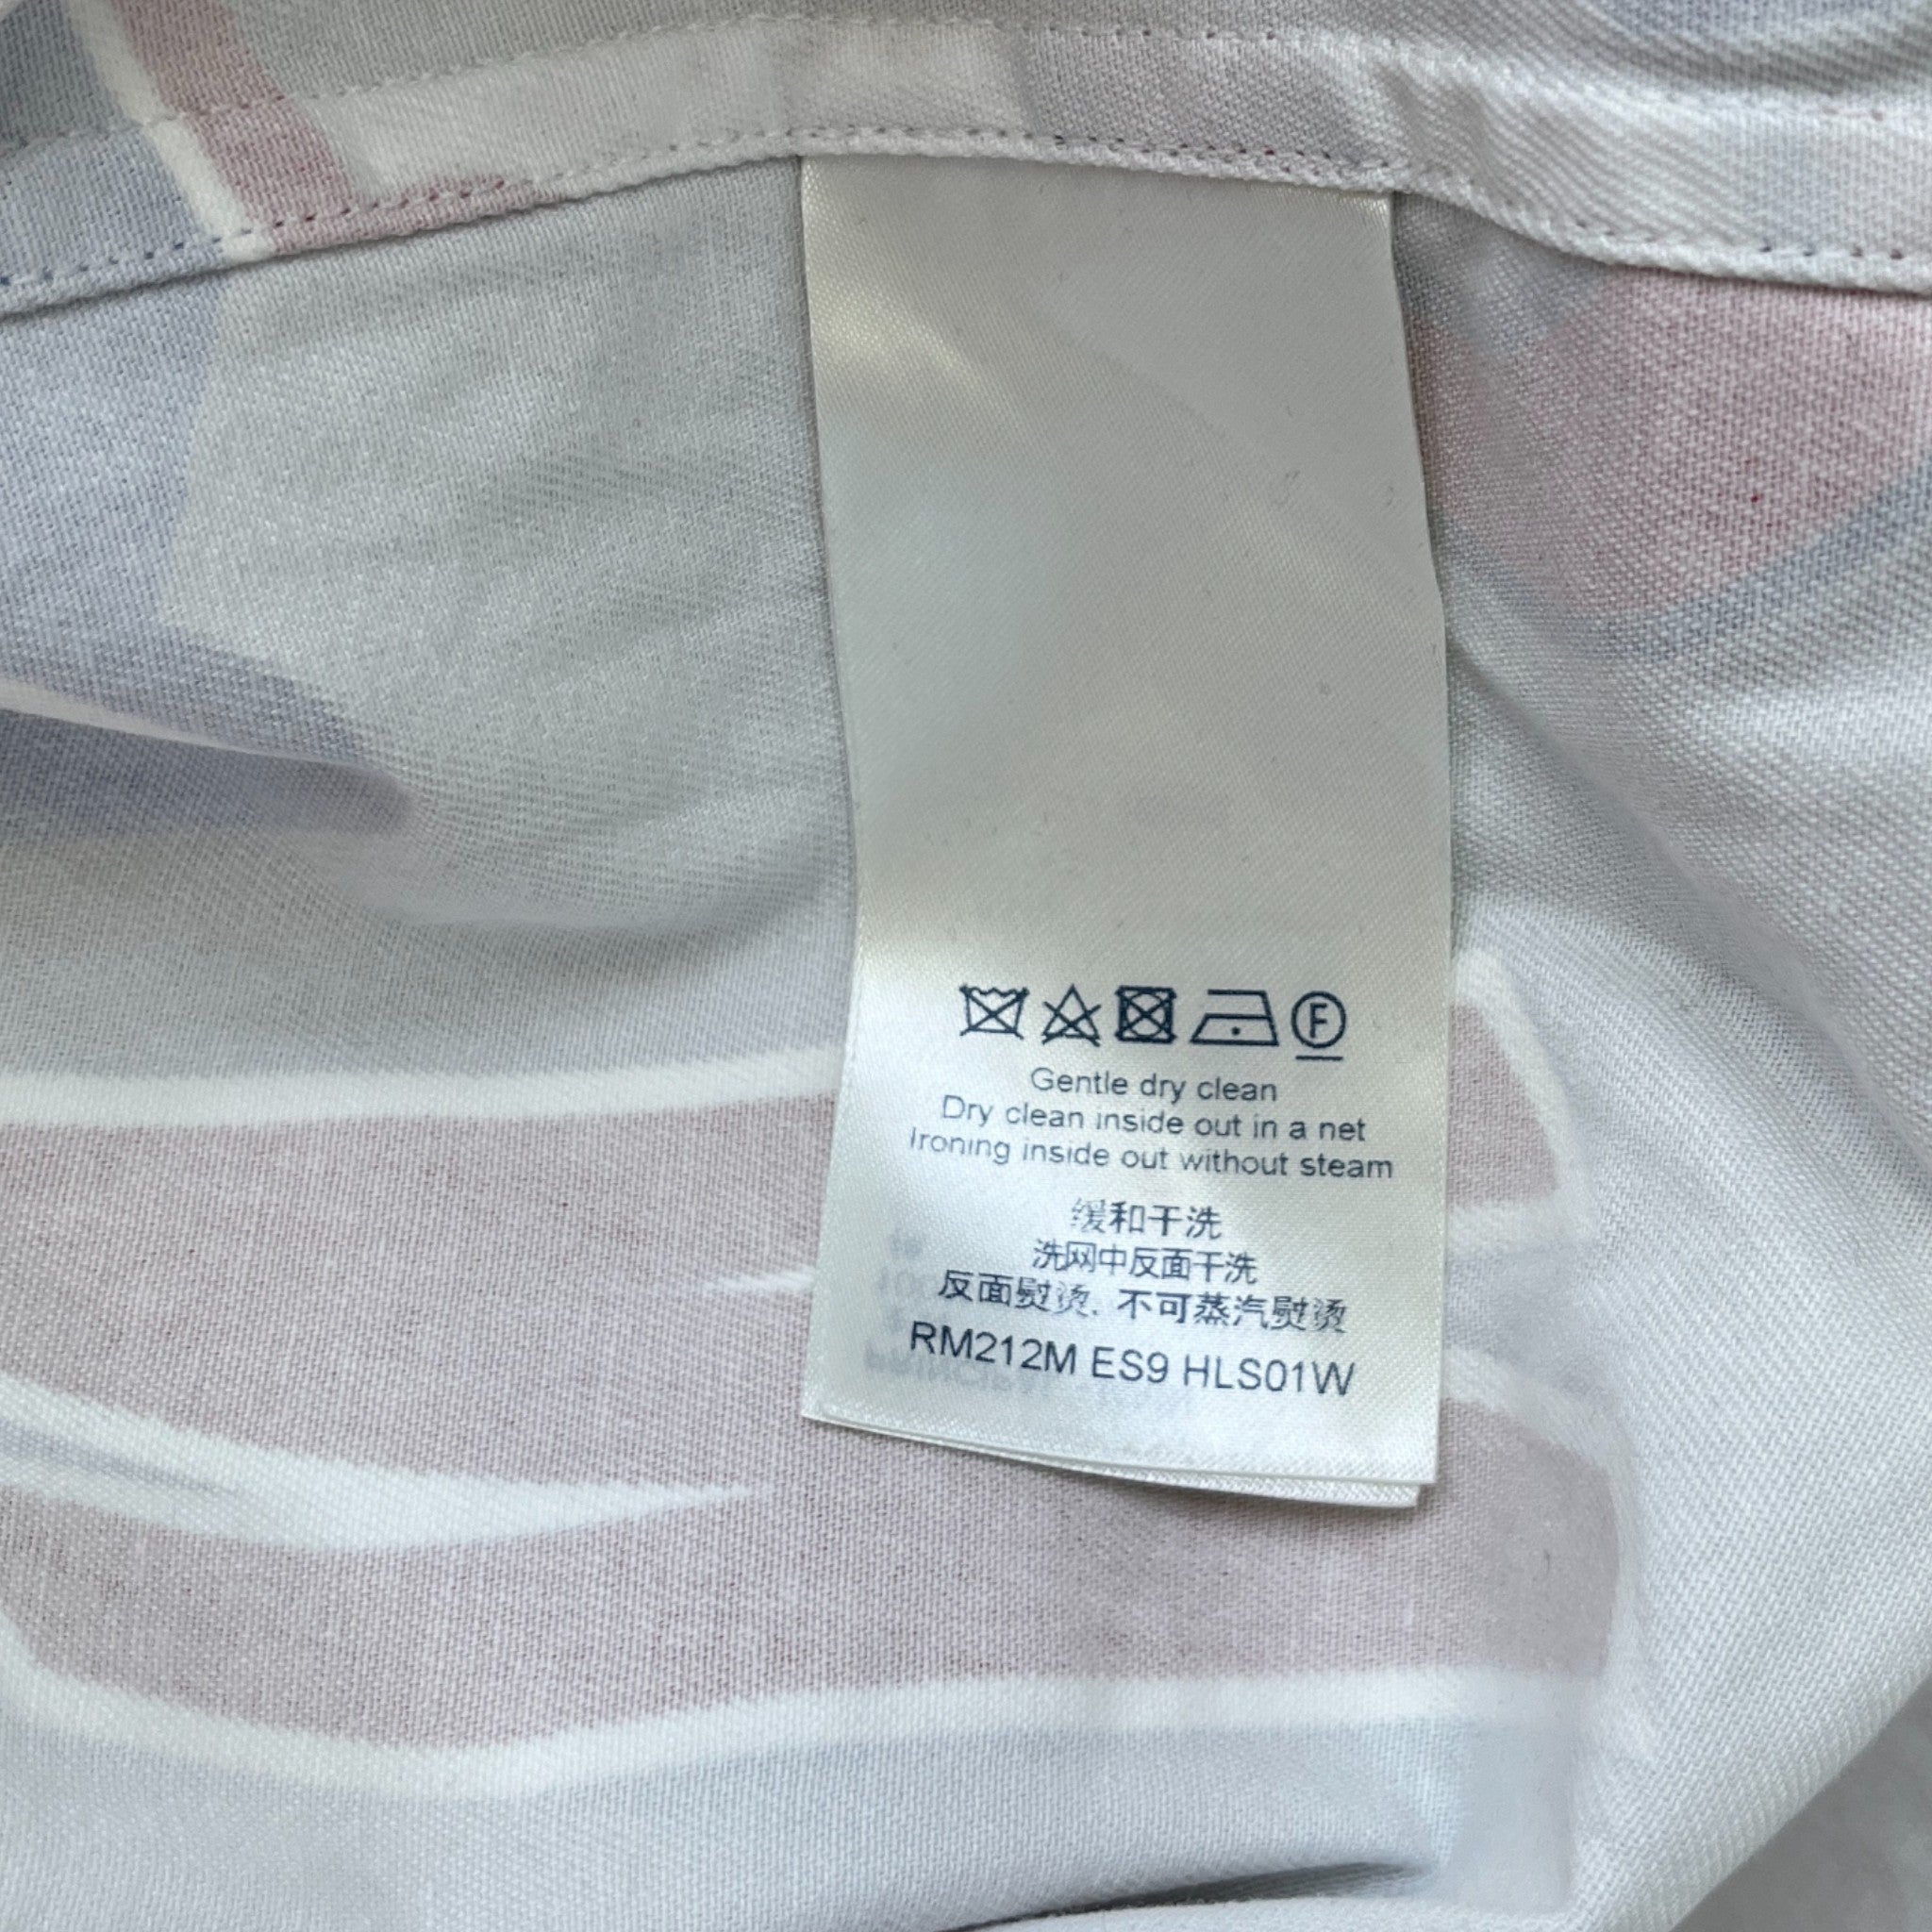 F
Gentle dry clean
Dry clean inside out in a net
Ironing inside out without steam
缓和干洗
洗网中反面干洗
反面熨烫, 不可蒸汽熨烫
RM212M ES9 HLS01W